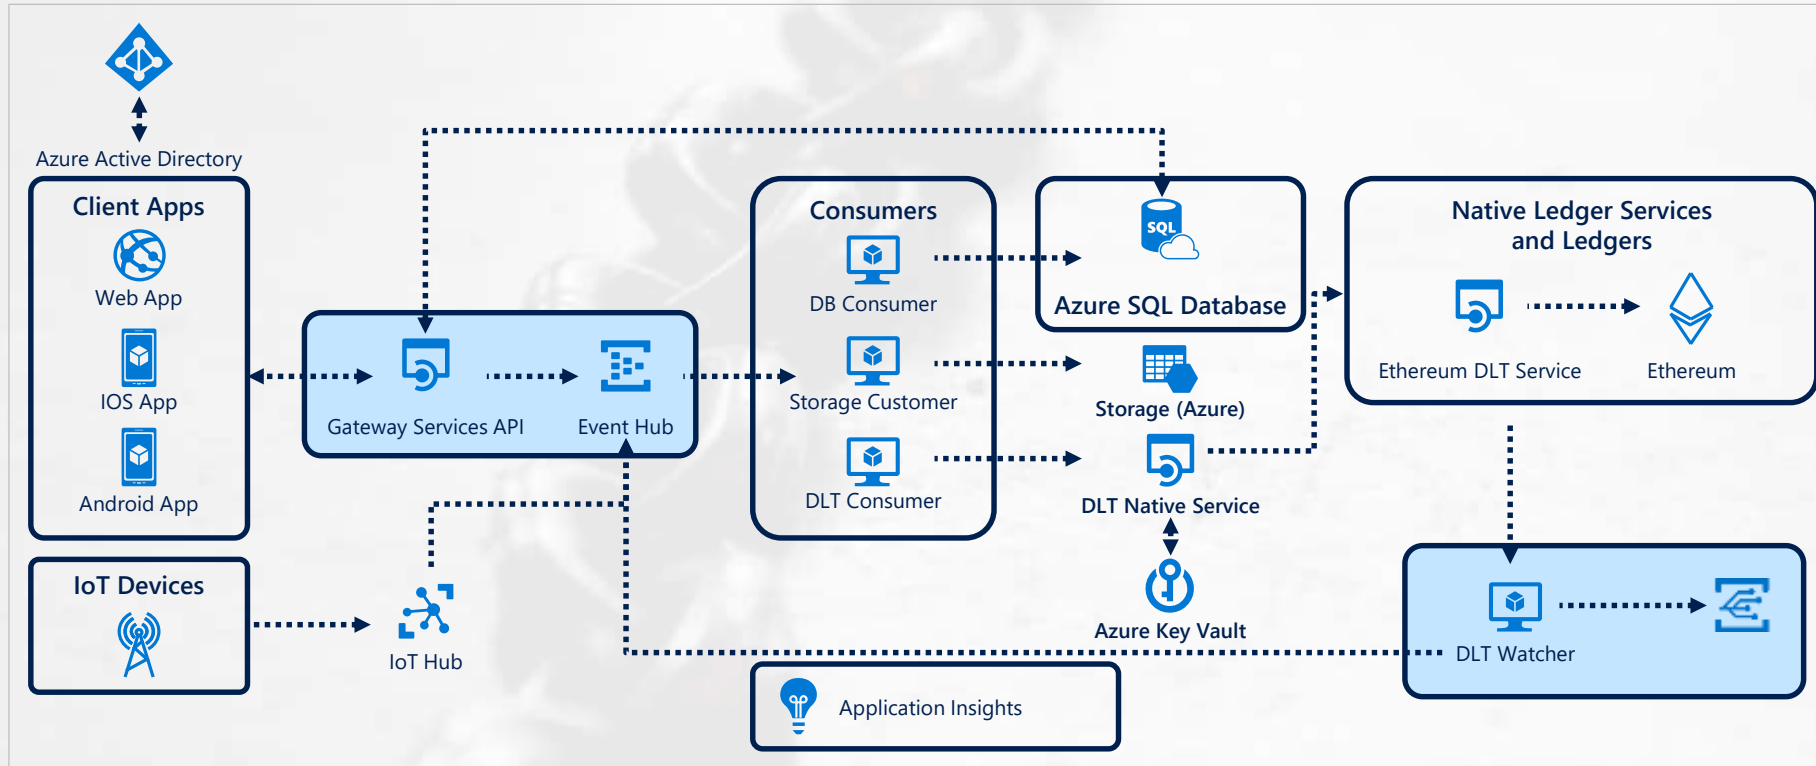 Azure Active Directory
Client Apps
Web App
IOS App
Android App
IoT Devices
IoT Hub
Gateway Services API
Event Hub
Consumers
DB Consumer
Storage Customer
DLT Consumer
SQL
Azure SQL Database
Storage (Azure)
DLT Native Service
Azure Key Vault
Application Insights
Native Ledger Services
and Ledgers
Ethereum DLT Service
Ethereum
DLT Watcher